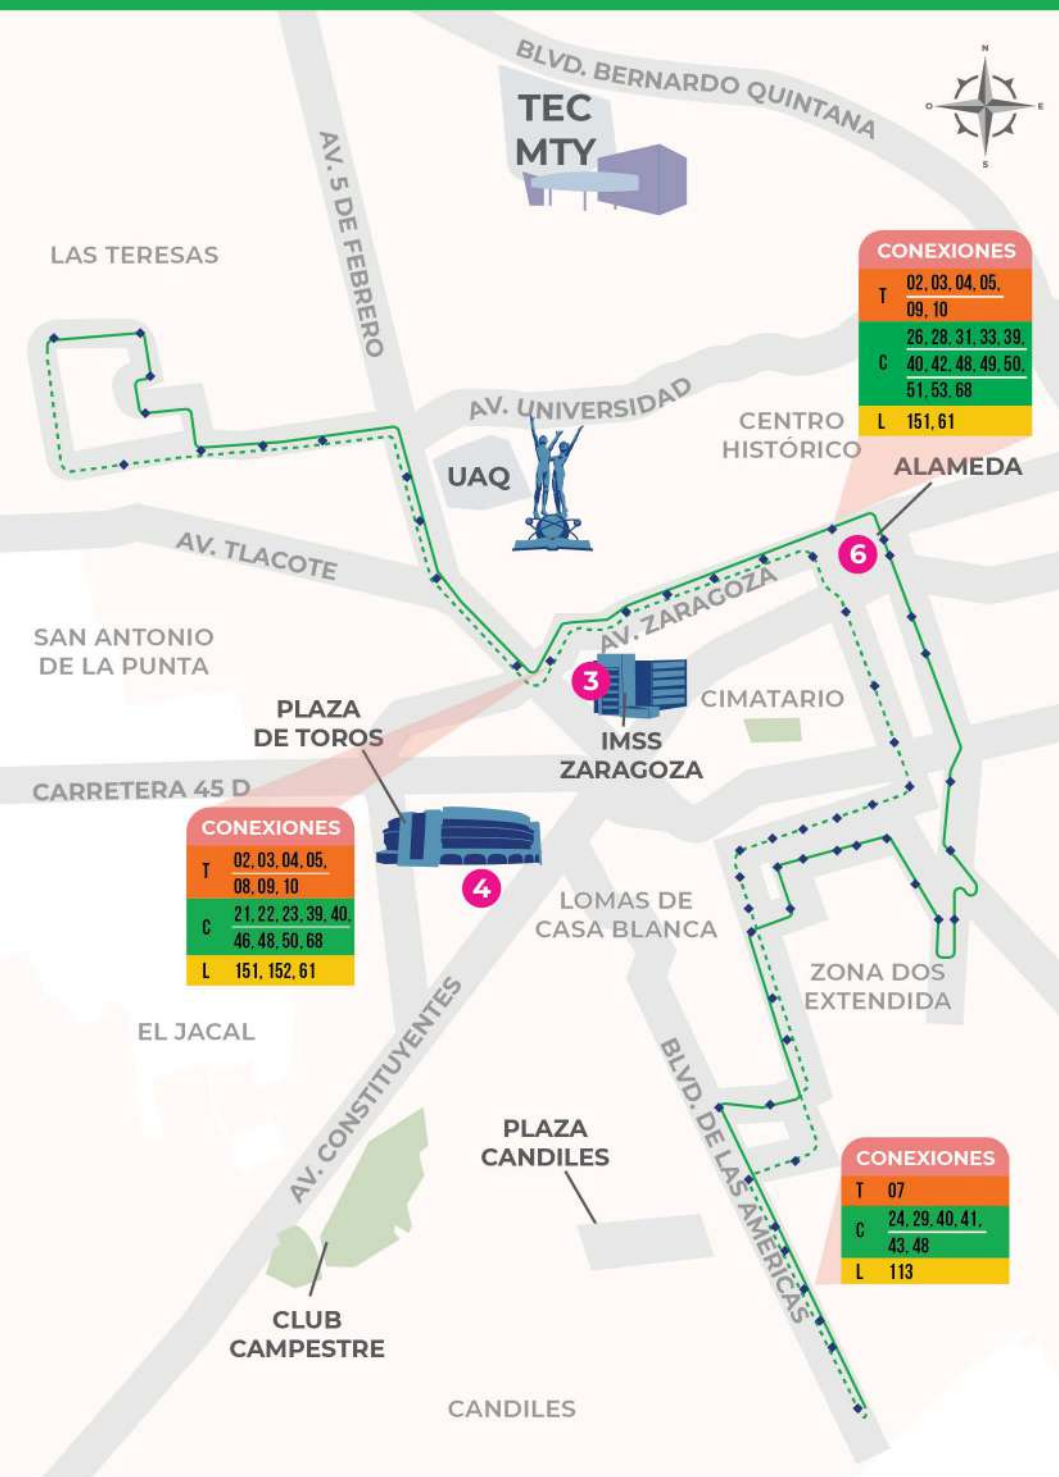 BLVD. BERNARDO QUINTANA
N
O
E
S
TEC
MTY
AV. 5 DE FEBRERO
LAS TERESAS
CONEXIONES
T 02, 03, 04, 05,
09, 10
26, 28, 31, 33, 39,
C 40, 42, 48, 49, 50,
51, 53, 68
L 151, 61
AV. UNIVERSIDAD
CENTRO
HISTÓRICO
ALAMEDA
UAQ
AV. TLACOTE
6
AV. ZARAGOZA
SAN ANTONIO
DE LA PUNTA
3
CIMATARIO
PLAZA
DE TOROS
IMSS
ZARAGOZA
CARRETERA 45 D
CONEXIONES
T 02, 03, 04, 05,
08, 09, 10
C 21, 22, 23, 39, 40,
46, 48, 50, 68
L 151, 152, 61
4
LOMAS DE
CASA BLANCA
ZONA DOS
EXTENDIDA
EL JACAL
AV. CONSTITUYENTES
BLVD. DE LAS AMÉRICAS
PLAZA
CANDILES
CONEXIONES
T 07
C 24, 29, 40, 41,
43, 48
L 113
CLUB
CAMPESTRE
CANDILES